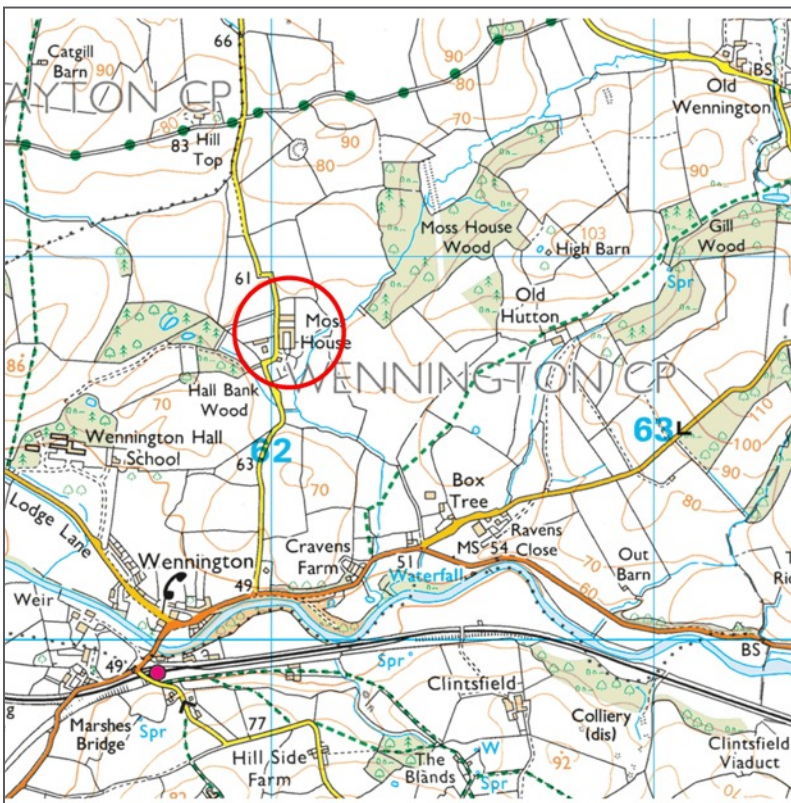 66
Catgill
Barn
90
AYTON CP
83
Hill
Top
80
90
90
80
70
BS
Old
Wennington
90
Moss House
Wood
103
High Barn
Gill
Wood
Spr
61
Moss
House
Old
Hutton
86
70
Hall Bank
Wood
WENNINGTON CP
Wennington Hall
School
62
63
63
110
100
90
80
70
Lodge Lane
Box
Tree
Wennington
Cravens
Farm
49
51
MS
54
Ravens
Close
70
60
Out
Barn
Waterfall
Weir
49
BS
Spr
Clintsfield
Colliery
(dis)
Marshes
Bridge
Spr
77
Hill Side
Farm
The
Blands
W
Spr
92
Clintsfield
Viaduct
70